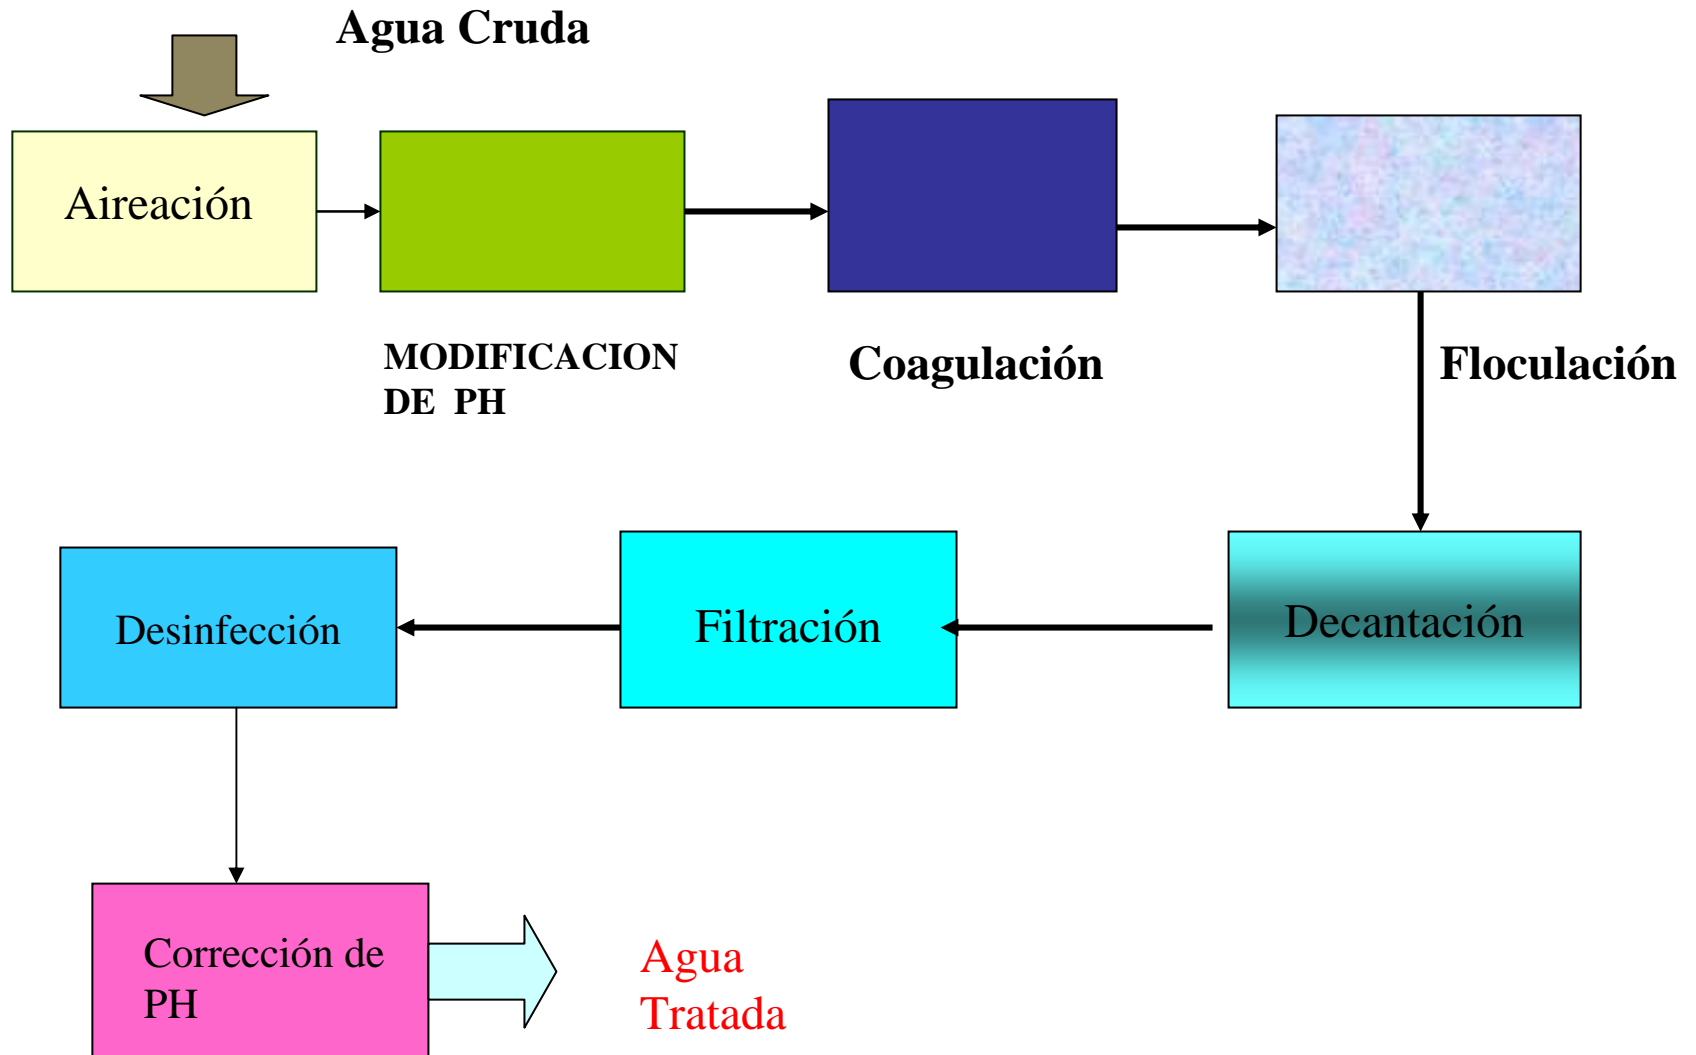 Agua Cruda
Aireación
MODIFICACION
DE PH
Coagulación
Floculación
Decantación
Filtración
Desinfección
Corrección de
PH
Agua
Tratada